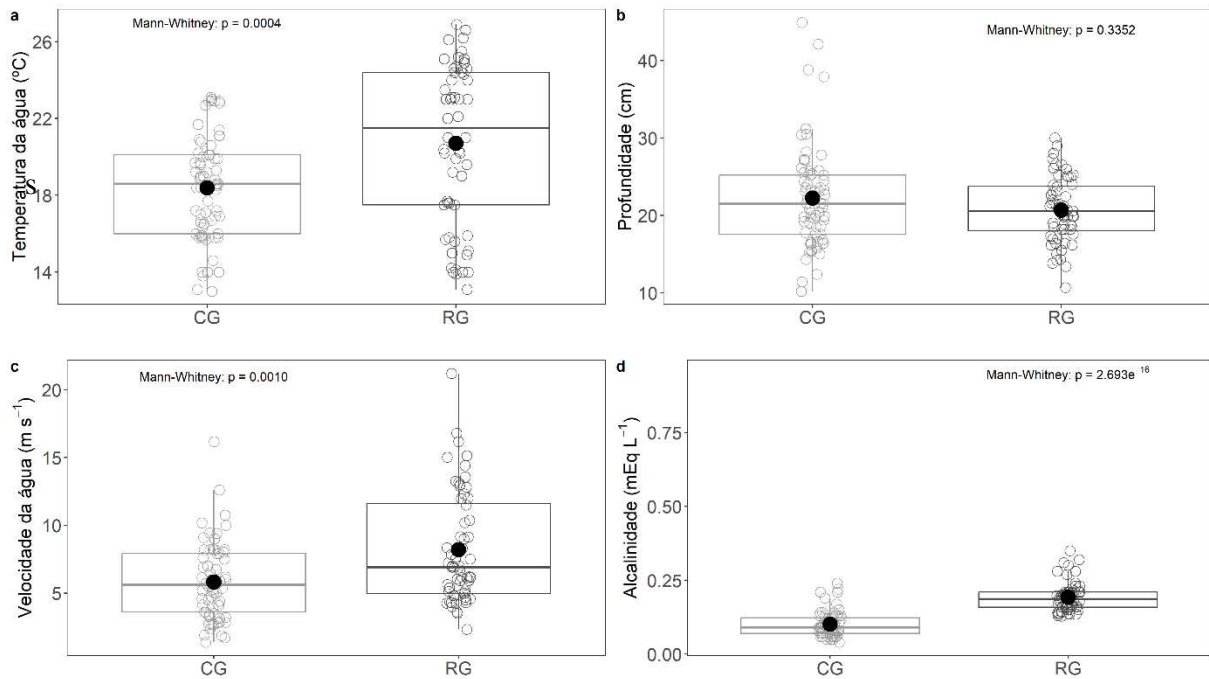 a
Mann-Whitney: p = 0.0004
Temperatura da água (ºC)
S
26
22
18
14
CG
RG
b
Mann-Whitney: p = 0.3352
Profundidade (cm)
40
30
20
10
CG
RG
c
Mann-Whitney: p = 0.0010
Velocidade da água (m s⁻¹)
20
15
10
5
CG
RG
d
Mann-Whitney: p = 2.693e ¹⁶
Alcalinidade (mEq L⁻¹)
0.75
0.50
0.25
0.00
CG
RG